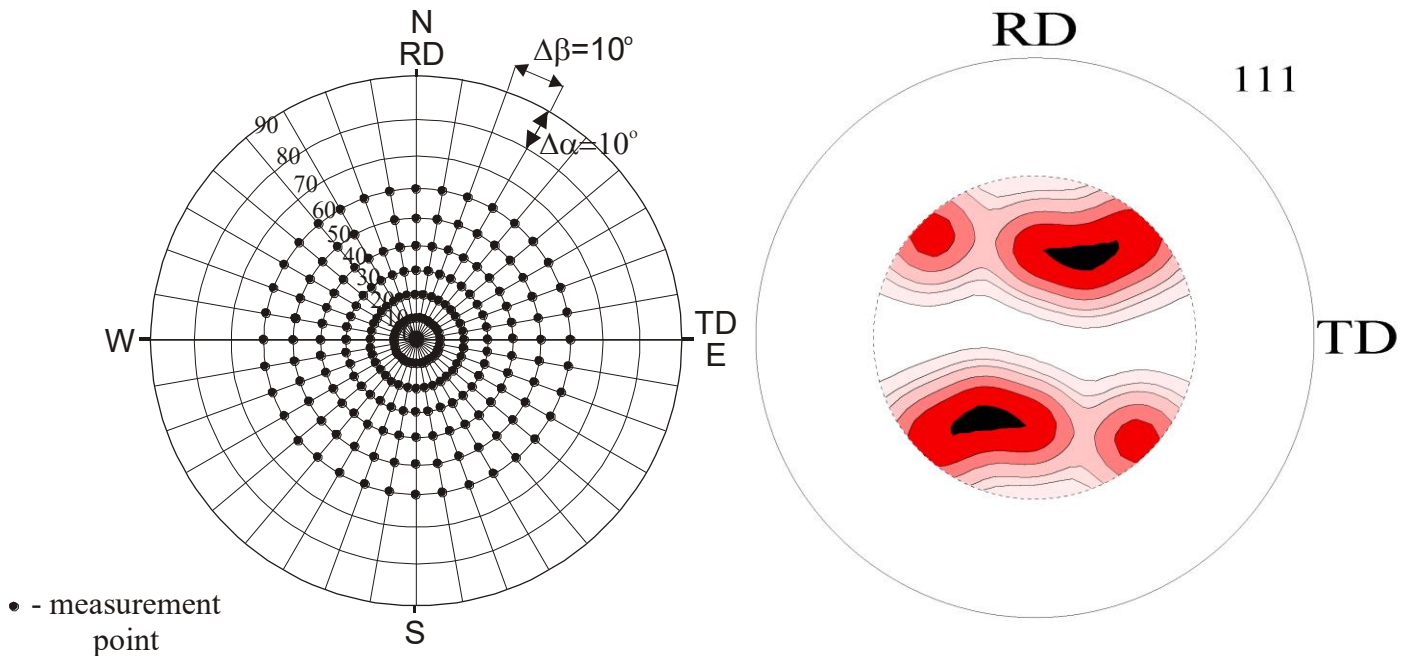 N
RD
Δβ=10°
Δα=10°
90
80
70
60
50
40
30
20
10
W
TD
E
S
- measurement
point
RD
111
TD